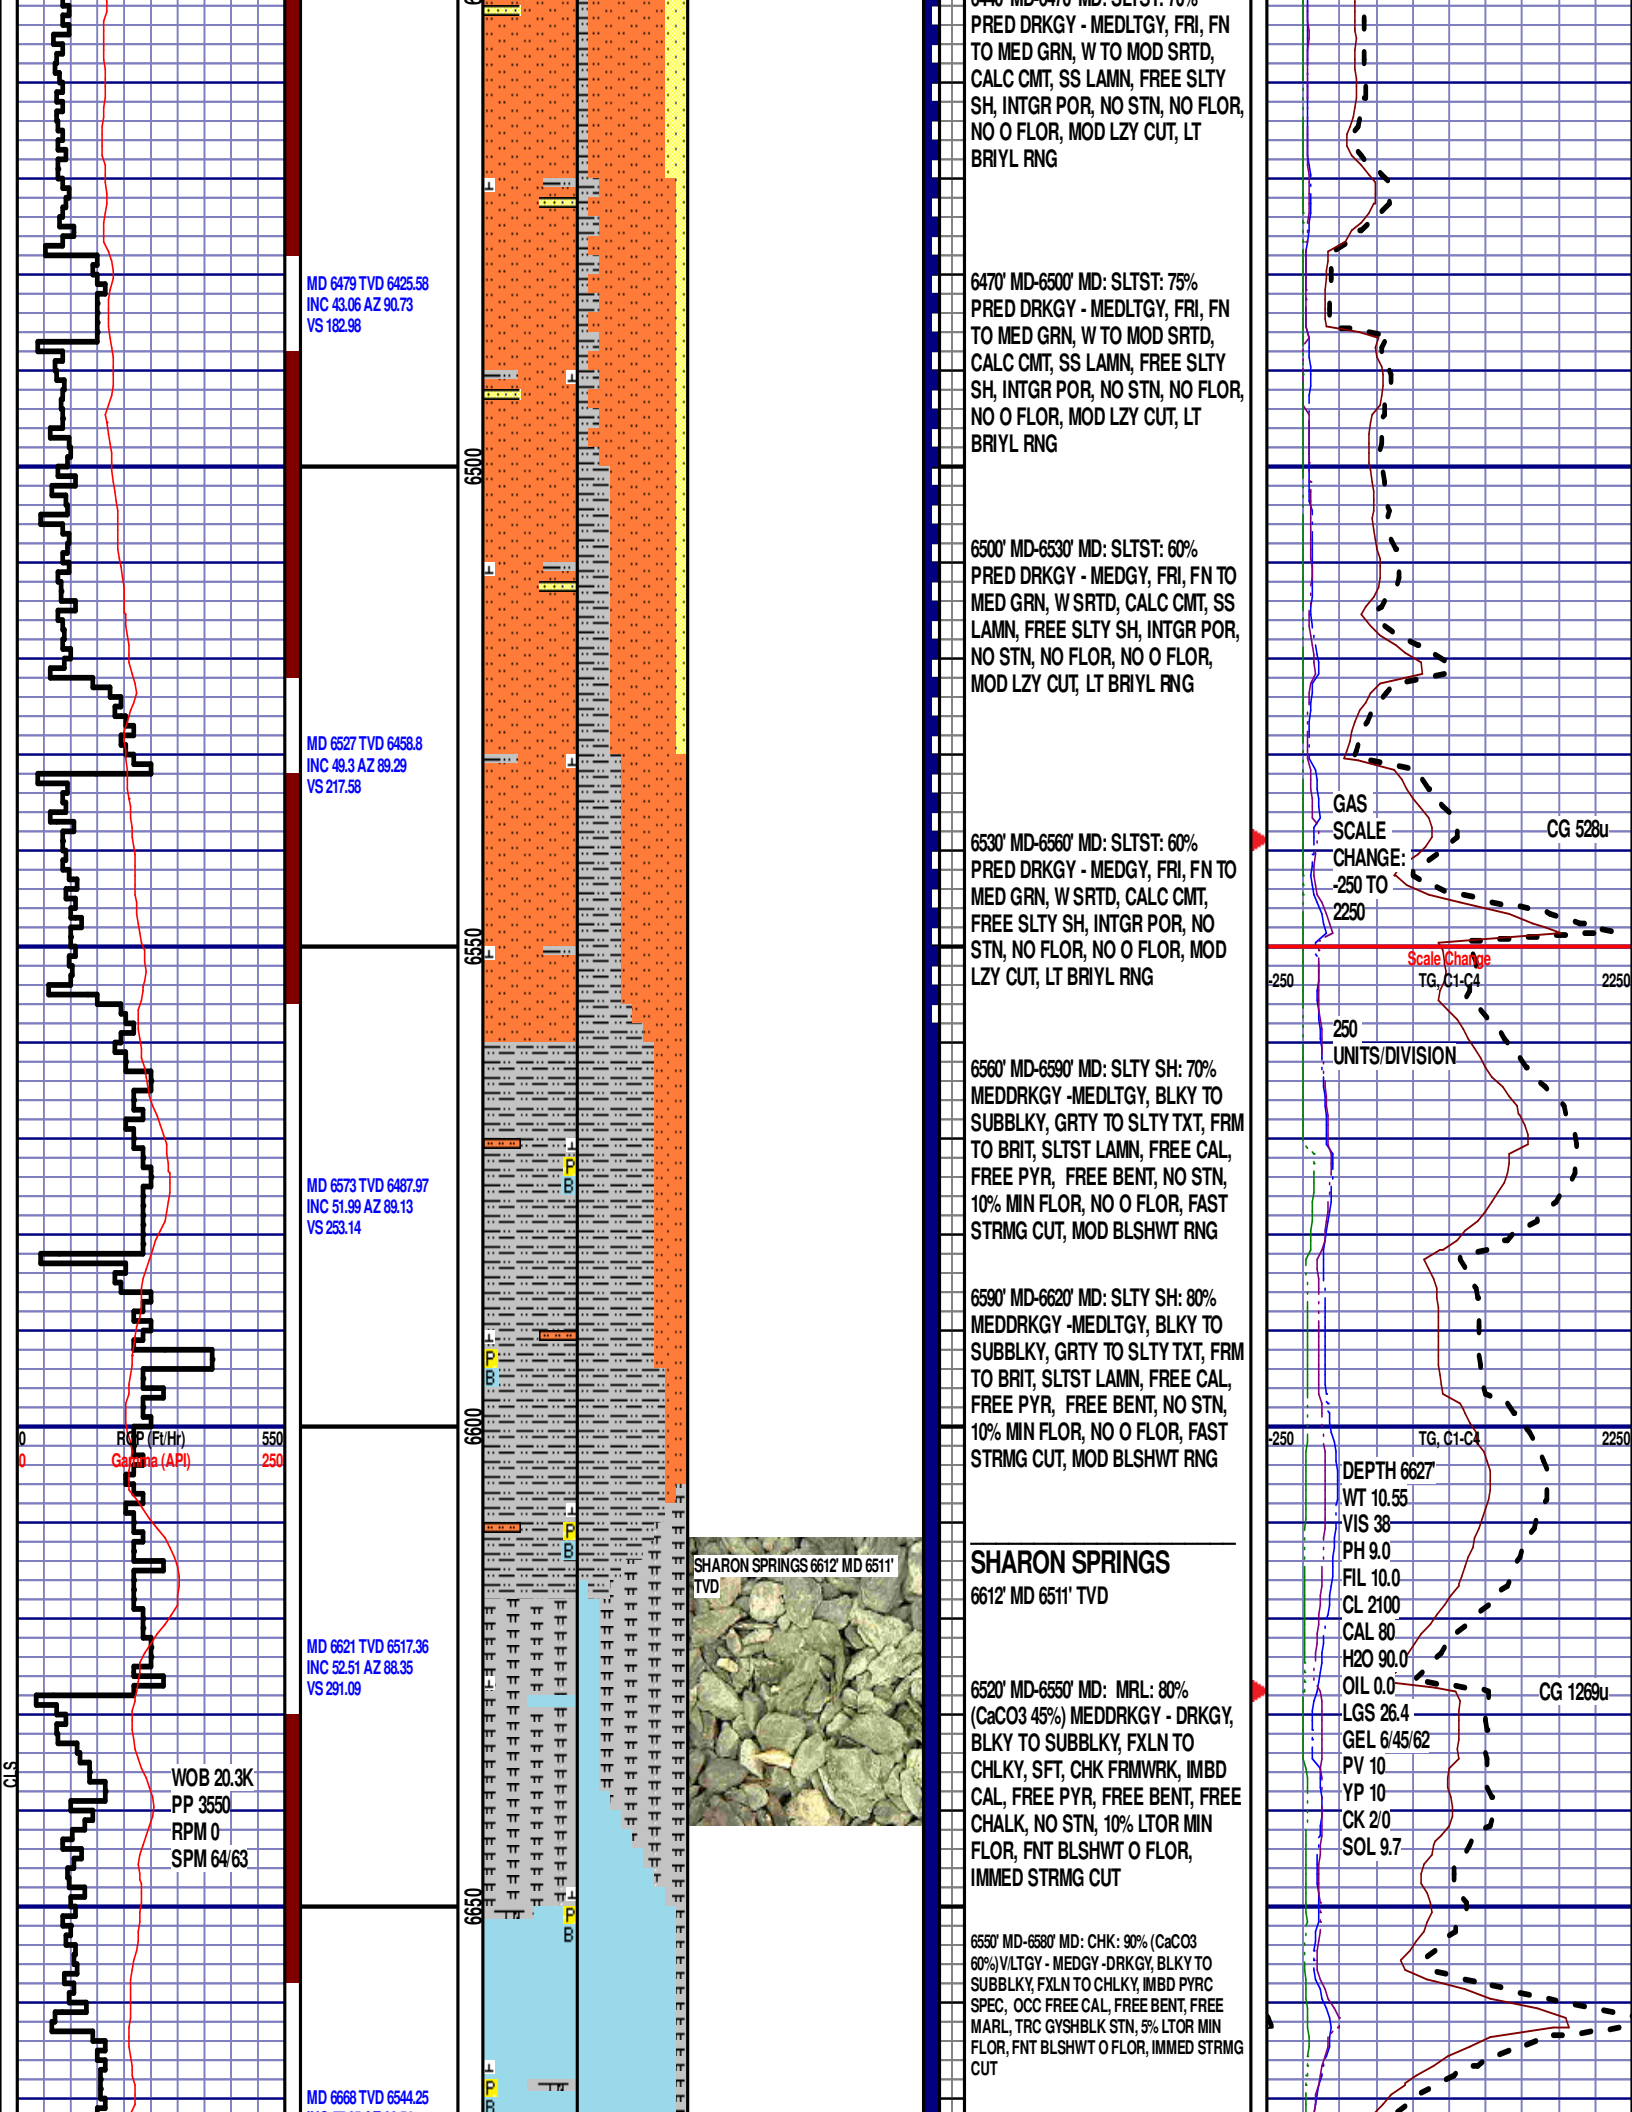 PRED DRKGY - MEDLTGY, FRI, FN
TO MED GRN, W TO MOD SRTD,
CALC CMT, SS LAMN, FREE SLTY
SH, INTGR POR, NO STN, NO FLOR,
NO O FLOR, MOD LZY CUT, LT
BRIYL RNG
6470' MD-6500' MD: SLTST: 75%
PRED DRKGY - MEDLTGY, FRI, FN
TO MED GRN, W TO MOD SRTD,
CALC CMT, SS LAMN, FREE SLTY
SH, INTGR POR, NO STN, NO FLOR,
NO O FLOR, MOD LZY CUT, LT
BRIYL RNG
MD 6479 TVD 6425.58
INC 43.06 AZ 90.73
VS 182.98
6500
6500' MD-6530' MD: SLTST: 60%
PRED DRKGY - MEDGY, FRI, FN TO
MED GRN, W SRTD, CALC CMT, SS
LAMN, FREE SLTY SH, INTGR POR,
NO STN, NO FLOR, NO O FLOR,
MOD LZY CUT, LT BRIYL RNG
MD 6527 TVD 6458.8
INC 49.3 AZ 89.29
VS 217.58
GAS
SCALE
CHANGE:
-250 TO
2250
CG 528u
6530' MD-6560' MD: SLTST: 60%
PRED DRKGY - MEDGY, FRI, FN TO
MED GRN, W SRTD, CALC CMT,
FREE SLTY SH, INTGR POR, NO
STN, NO FLOR, NO O FLOR, MOD
LZY CUT, LT BRIYL RNG
6550
Scale Change
-250 TG, C1-C4 2250
250
UNITS/DIVISION
6560' MD-6590' MD: SLTY SH: 70%
MEDDRKGY -MEDLTGY, BLKY TO
SUBBLKY, GRTY TO SLTY TXT, FRM
TO BRIT, SLTST LAMN, FREE CAL,
FREE PYR, FREE BENT, NO STN,
10% MIN FLOR, NO O FLOR, FAST
STRMG CUT, MOD BLSHWT RNG
P
B
MD 6573 TVD 6487.97
INC 51.99 AZ 89.13
VS 253.14
6590' MD-6620' MD: SLTY SH: 80%
MEDDRKGY -MEDLTGY, BLKY TO
SUBBLKY, GRTY TO SLTY TXT, FRM
TO BRIT, SLTST LAMN, FREE CAL,
FREE PYR, FREE BENT, NO STN,
10% MIN FLOR, NO O FLOR, FAST
STRMG CUT, MOD BLSHWT RNG
P
B
6600
0 ROP (Ft/Hr) 550
0 Gamma (API) 250
-250 TG, C1-C4 2250
DEPTH 6627'
WT 10.55
VIS 38
PH 9.0
FIL 10.0
CL 2100
CAL 80
H2O 90.0
OIL 0.0
LGS 26.4
GEL 6/45/62
PV 10
YP 10
CK 2/0
SOL 9.7
CG 1269u
P
B
SHARON SPRINGS 6612' MD 6511'
TVD
SHARON SPRINGS
6612' MD 6511' TVD
MD 6621 TVD 6517.36
INC 52.51 AZ 88.35
VS 291.09
6520' MD-6550' MD: MRL: 80%
(CaCO3 45%) MEDDRKGY - DRKGY,
BLKY TO SUBBLKY, FXLN TO
CHLKY, SFT, CHK FRMWRK, IMBD
CAL, FREE PYR, FREE BENT, FREE
CHALK, NO STN, 10% LTOR MIN
FLOR, FNT BLSHWT O FLOR,
IMMED STRMG CUT
CLS
WOB 20.3K
PP 3550
RPM 0
SPM 64/63
6650
P
B
6550' MD-6580' MD: CHK: 90% (CaCO3
60%)V/LTGY - MEDGY -DRKGY, BLKY TO
SUBBLKY, FXLN TO CHLKY, IMBD PYRC
SPEC, OCC FREE CAL, FREE BENT, FREE
MARL, TRC GYSHBLK STN, 5% LTOR MIN
FLOR, FNT BLSHWT O FLOR, IMMED STRMG
CUT
P
B
MD 6668 TVD 6544.25